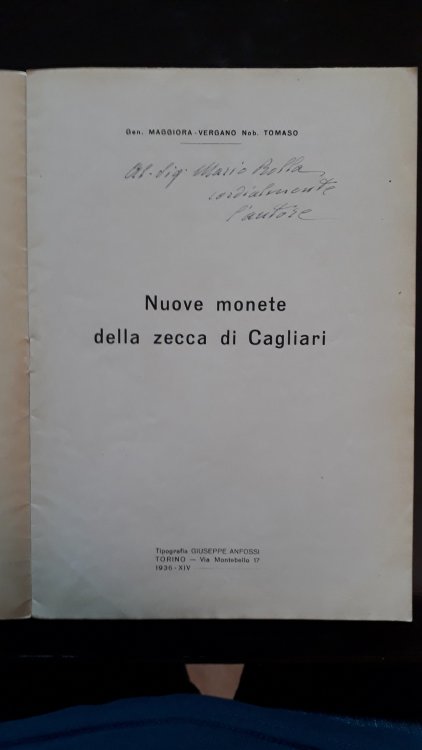 Gen. MAGGIORA-VERGANO Nob. TOMASO
Al Sig. Mario Bolla
cordialmente
l'autore
Nuove monete
della zecca di Cagliari
Tipografia GIUSEPPE ANFOSSI
TORINO — Via Montebello 17
1936-XIV